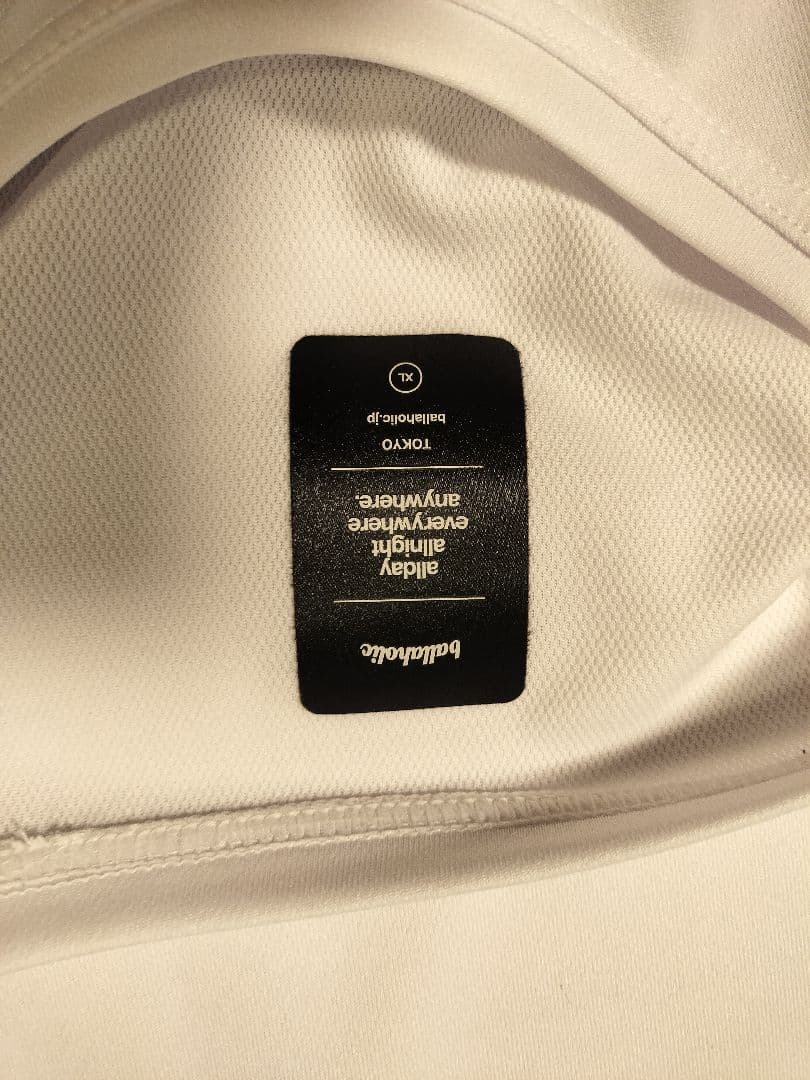 ballaholic
allday
allnight
everywhere
anywhere.
TOKYO
ballaholic.jp
XL